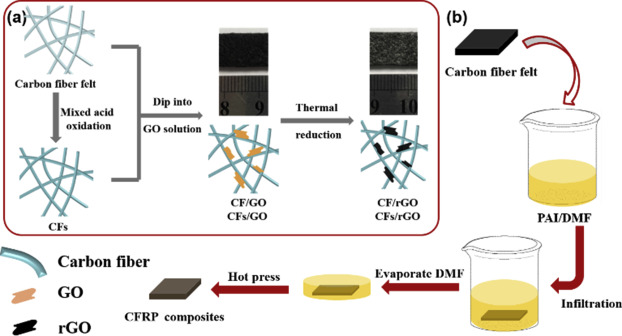 (a)
Carbon fiber felt
Mixed acid
oxidation
CFs
Dip into
GO solution
8 9
CF/GO
CFs/GO
Thermal
reduction
9 10
CF/rGO
CFs/rGO
(b)
Carbon fiber felt
PAI/DMF
Infiltration
Evaporate DMF
Hot press
CFRP composites
Carbon fiber
GO
rGO